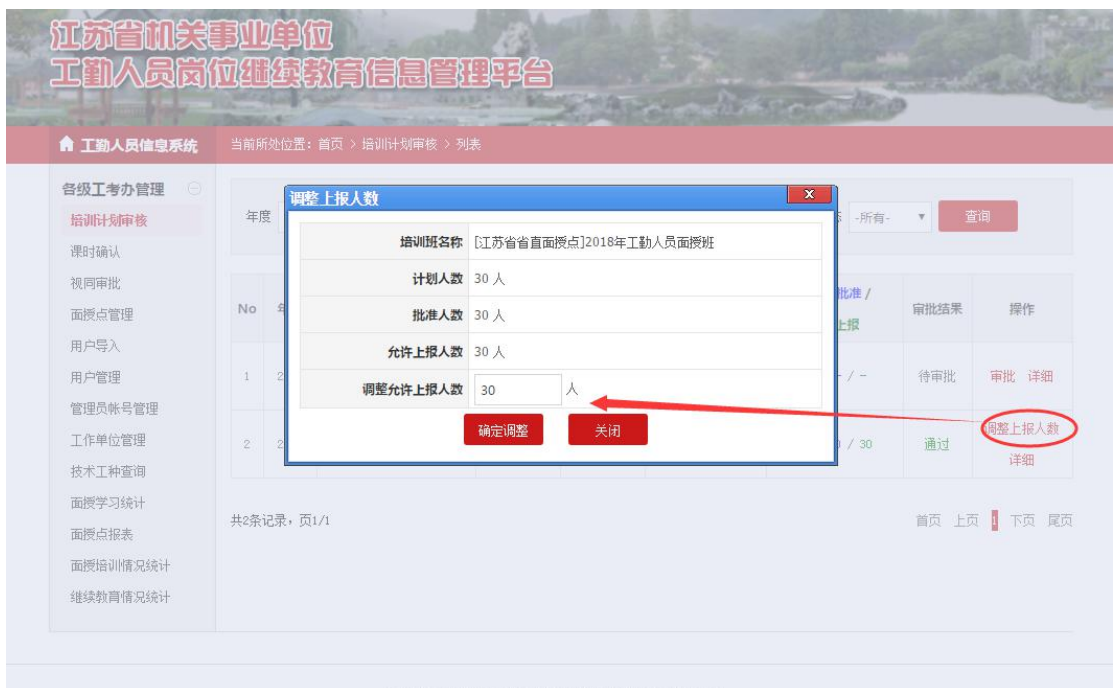 江苏省机关事业单位
工勤人员岗位继续教育信息管理平台
工勤人员信息系统
当前所处位置：首页 > 培训计划审核 > 列表
各级工考办管理
培训计划审核
课时确认
视同审批
面授点管理
用户导入
用户管理
管理员帐号管理
工作单位管理
技术工种查询
面授学习统计
面授点报表
面授培训情况统计
继续教育情况统计
年度
-所有-
查询
调整上报人数
X
培训班名称 [江苏省省直面授点]2018年工勤人员面授班
计划人数 30 人
批准人数 30 人
允许上报人数 30 人
调整允许上报人数 30 人
确定调整 关闭
No
批准 /
上报
审批结果 操作
1 2 - / - 待审批 审批 详细
2 2 / 30 通过 调整上报人数
详细
共2条记录，页1/1
首页 上页 1 下页 尾页